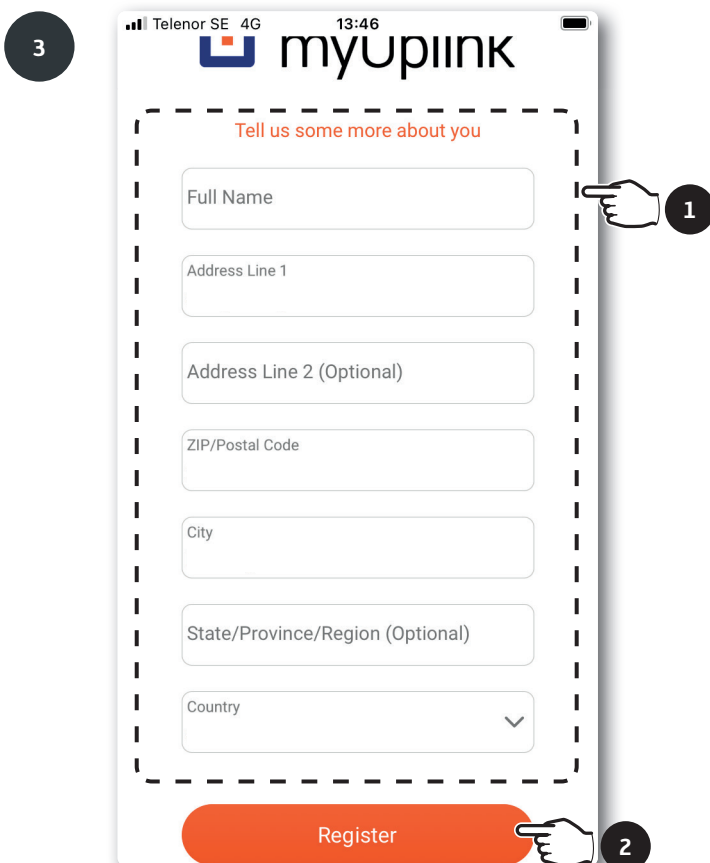 Telenor SE 4G 13:46
3
myUplink
Tell us some more about you
Full Name
1
Address Line 1
Address Line 2 (Optional)
ZIP/Postal Code
City
State/Province/Region (Optional)
Country
Register
2